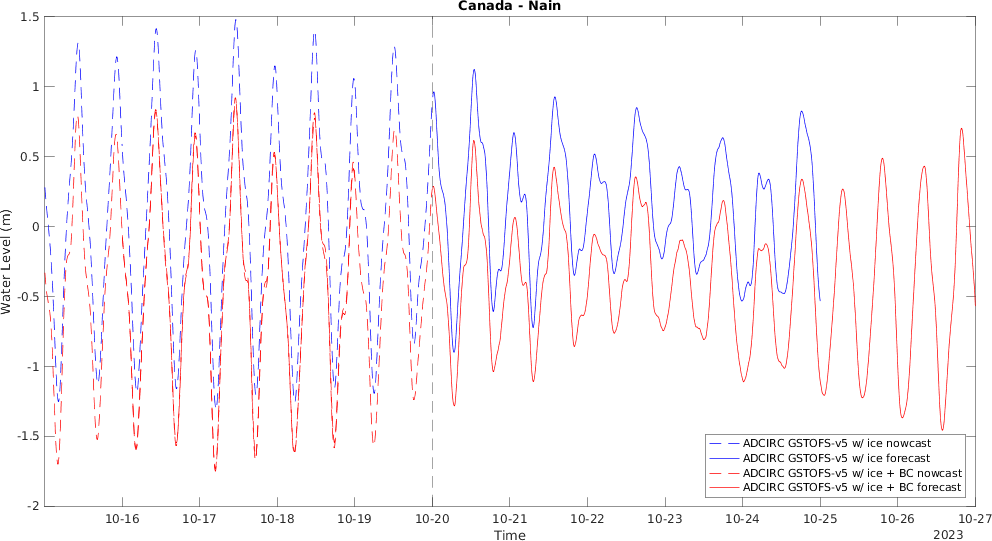 Canada - Nain
1.5
1
0.5
0
-0.5
-1
-1.5
-2
Water Level (m)
10-16 10-17 10-18 10-19 10-20 10-21 10-22 10-23 10-24 10-25 10-26 10-27
Time
2023
ADCIRC GSTOFS-v5 w/ ice nowcast
ADCIRC GSTOFS-v5 w/ ice forecast
ADCIRC GSTOFS-v5 w/ ice + BC nowcast
ADCIRC GSTOFS-v5 w/ ice + BC forecast